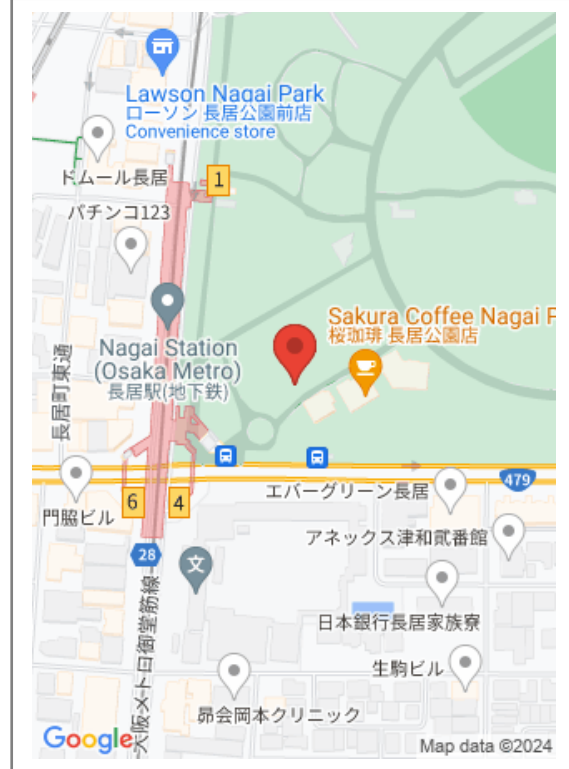 Lawson Nagai Park
ローソン 長居公園前店
Convenience store
ドムール長居
1
パチンコ123
Sakura Coffee Nagai P
桜珈琲 長居公園店
Nagai Station
(Osaka Metro)
長居駅(地下鉄)
長居町東通
479
エバーグリーン長居
6
4
門脇ビル
アネックス津和貮番館
28
文
日本銀行長居家族寮
大阪メトロ御堂筋線
生駒ビル
昴会岡本クリニック
Google
Map data ©2024